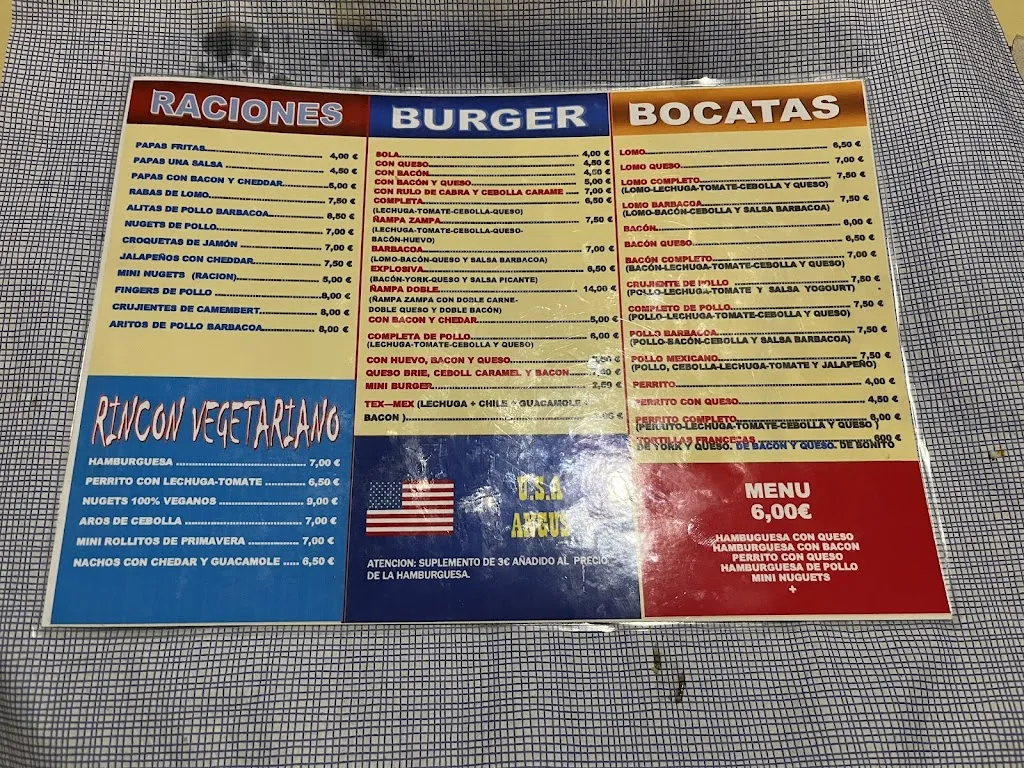 RACIONES
PAPAS FRITAS 4,00 €
PAPAS UNA SALSA 4,50 €
PAPAS CON BACON Y CHEDDAR 5,00 €
RABAS DE LOMO 7,50 €
ALITAS DE POLLO BARBACOA 8,50 €
NUGETS DE POLLO 7,00 €
CROQUETAS DE JAMÓN 7,00 €
JALAPEÑOS CON CHEDDAR 7,50 €
MINI NUGETS (RACION) 5,00 €
FINGERS DE POLLO 8,00 €
CRUJIENTES DE CAMEMBERT 8,00 €
ARITOS DE POLLO BARBACOA 8,00 €
RINCON VEGETARIANO
HAMBURGUESA 7,00 €
PERRITO CON LECHUGA-TOMATE 6,50 €
NUGETS 100% VEGANOS 9,00 €
AROS DE CEBOLLA 7,00 €
MINI ROLLITOS DE PRIMAVERA 7,00 €
NACHOS CON CHEDAR Y GUACAMOLE ..... 6,50 €
BURGER
SOLA 4,00 €
CON QUESO 4,50 €
CON BACÓN 4,50 €
CON BACÓN Y QUESO 5,00 €
CON RULO DE CABRA Y CEBOLLA CARAME .... 7,00 €
COMPLETA 6,50 €
(LECHUGA-TOMATE-CEBOLLA-QUESO)
ÑAMPA ZAMPA 7,50 €
(LECHUGA-TOMATE-CEBOLLA-QUESO-
BACÓN-HUEVO)
BARBACOA 7,00 €
(LOMO-BACÓN-QUESO Y SALSA BARBACOA)
EXPLOSIVA 6,50 €
(BACÓN-YORK-QUESO Y SALSA PICANTE)
ÑAMPA DOBLE 14,00 €
(ÑAMPA ZAMPA CON DOBLE CARNE-
DOBLE QUESO Y DOBLE BACÓN)
CON BACON Y CHEDAR 5,00 €
COMPLETA DE POLLO 6,00 €
(LECHUGA-TOMATE-CEBOLLA Y QUESO)
CON HUEVO, BACON Y QUESO €
QUESO BRIE, CEBOLL CARAMEL Y BACON €
MINI BURGER 2,50 €
TEX—MEX (LECHUGA + CHILE + GUACAMOLE +
BACON ) €
U.S.A
ANGUS
ATENCION: SUPLEMENTO DE 3€ AÑADIDO AL PRECIO
DE LA HAMBURGUESA.
BOCATAS
LOMO 6,50 €
LOMO QUESO 7,00 €
LOMO COMPLETO 7,50 €
(LOMO-LECHUGA-TOMATE-CEBOLLA Y QUESO)
LOMO BARBACOA 7,50 €
(LOMO-BACÓN-CEBOLLA Y SALSA BARBACOA)
BACÓN 6,00 €
BACÓN QUESO 6,50 €
BACÓN COMPLETO 7,00 €
(BACÓN-LECHUGA-TOMATE-CEBOLLA Y QUESO)
CRUJIENTE DE POLLO 7,50 €
(POLLO-LECHUGA-TOMATE Y SALSA YOGOURT)
COMPLETO DE POLLO 7,50 €
(POLLO-LECHUGA-TOMATE-CEBOLLA Y QUESO)
POLLO BARBACOA 7,50 €
(POLLO-BACÓN-CEBOLLA Y SALSA BARBACOA)
POLLO MEXICANO 7,50 €
(POLLO, CEBOLLA-LECHUGA-TOMATE Y JALAPEÑO)
PERRITO 4,00 €
PERRITO CON QUESO 4,50 €
PERRITO COMPLETO 6,00 €
(PERRITO-LECHUGA-TOMATE-CEBOLLA Y QUESO )
TORTILLAS FRANCESAS 600 €
DE YORK Y QUESO. DE BACON Y QUESO. DE BONITO
MENU
6,00€
HAMBUGUESA CON QUESO
HAMBURGUESA CON BACON
PERRITO CON QUESO
HAMBURGUESA DE POLLO
MINI NUGUETS
+